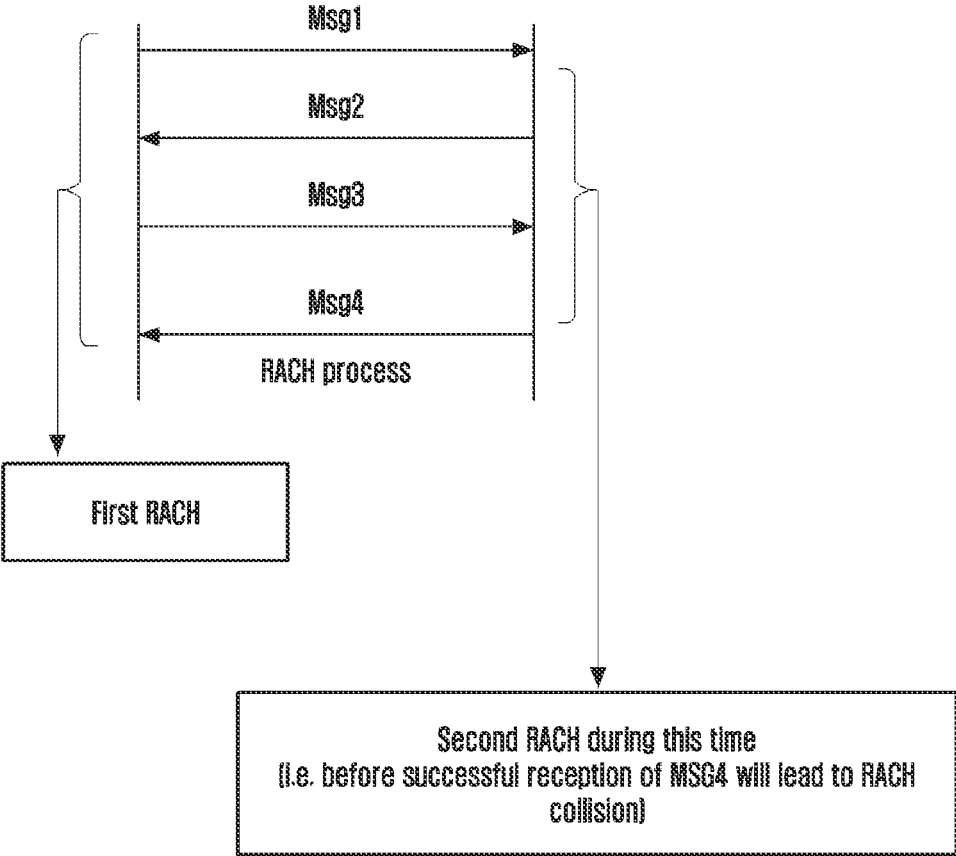 Msg1
Msg2
Msg3
Msg4
RACH process
First RACH
Second RACH during this time
(i.e. before successful reception of MSG4 will lead to RACH
collision)